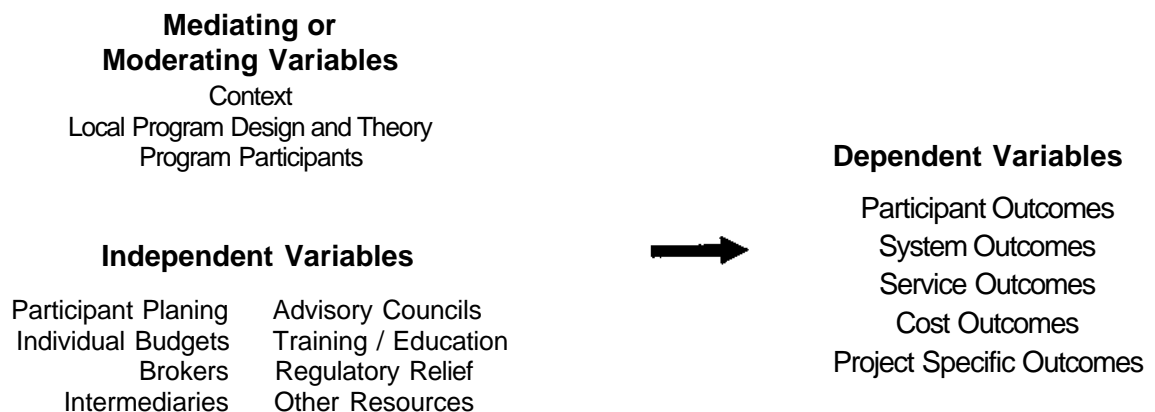 Mediating or
Moderating Variables
Context
Local Program Design and Theory
Program Participants
Independent Variables
Participant Planing Advisory Councils
Individual Budgets Training / Education
Brokers Regulatory Relief
Intermediaries Other Resources
Dependent Variables
Participant Outcomes
System Outcomes
Service Outcomes
Cost Outcomes
Project Specific Outcomes